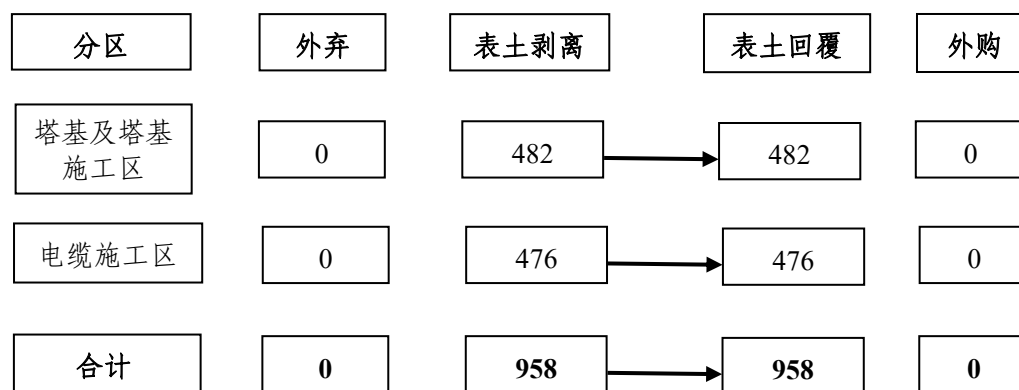 分区 外弃 表土剥离 表土回覆 外购
塔基及塔基
施工区
0 482 482 0
电缆施工区 0 476 476 0
合计 0 958 958 0